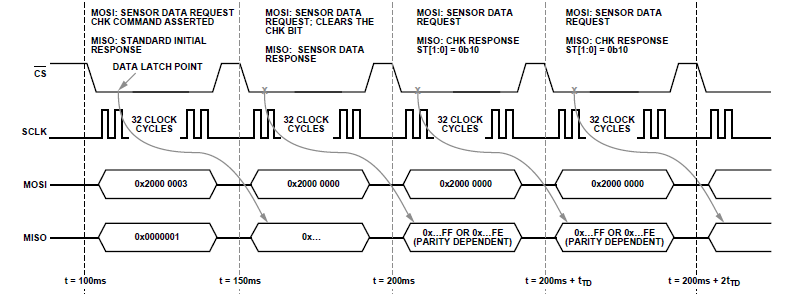 MOSI: SENSOR DATA REQUEST
CHK COMMAND ASSERTED
MISO: STANDARD INITIAL
RESPONSE
MOSI: SENSOR DATA
REQUEST; CLEARS THE
CHK BIT
MISO: SENSOR DATA
RESPONSE
MOSI: SENSOR DATA
REQUEST
MISO: CHK RESPONSE
ST[1:0] = 0b10
MOSI: SENSOR DATA
REQUEST
MISO: CHK RESPONSE
ST[1:0] = 0b10
DATA LATCH POINT
CS
SCLK
32 CLOCK
CYCLES
32 CLOCK
CYCLES
32 CLOCK
CYCLES
32 CLOCK
CYCLES
MOSI
0x2000 0003
0x2000 0000
0x2000 0000
0x2000 0000
MISO
0x0000001
0x...
0x...FF OR 0x...FE
(PARITY DEPENDENT)
0x...FF OR 0x...FE
(PARITY DEPENDENT)
t = 100ms
t = 150ms
t = 200ms
t = 200ms + tTD
t = 200ms + 2tTD